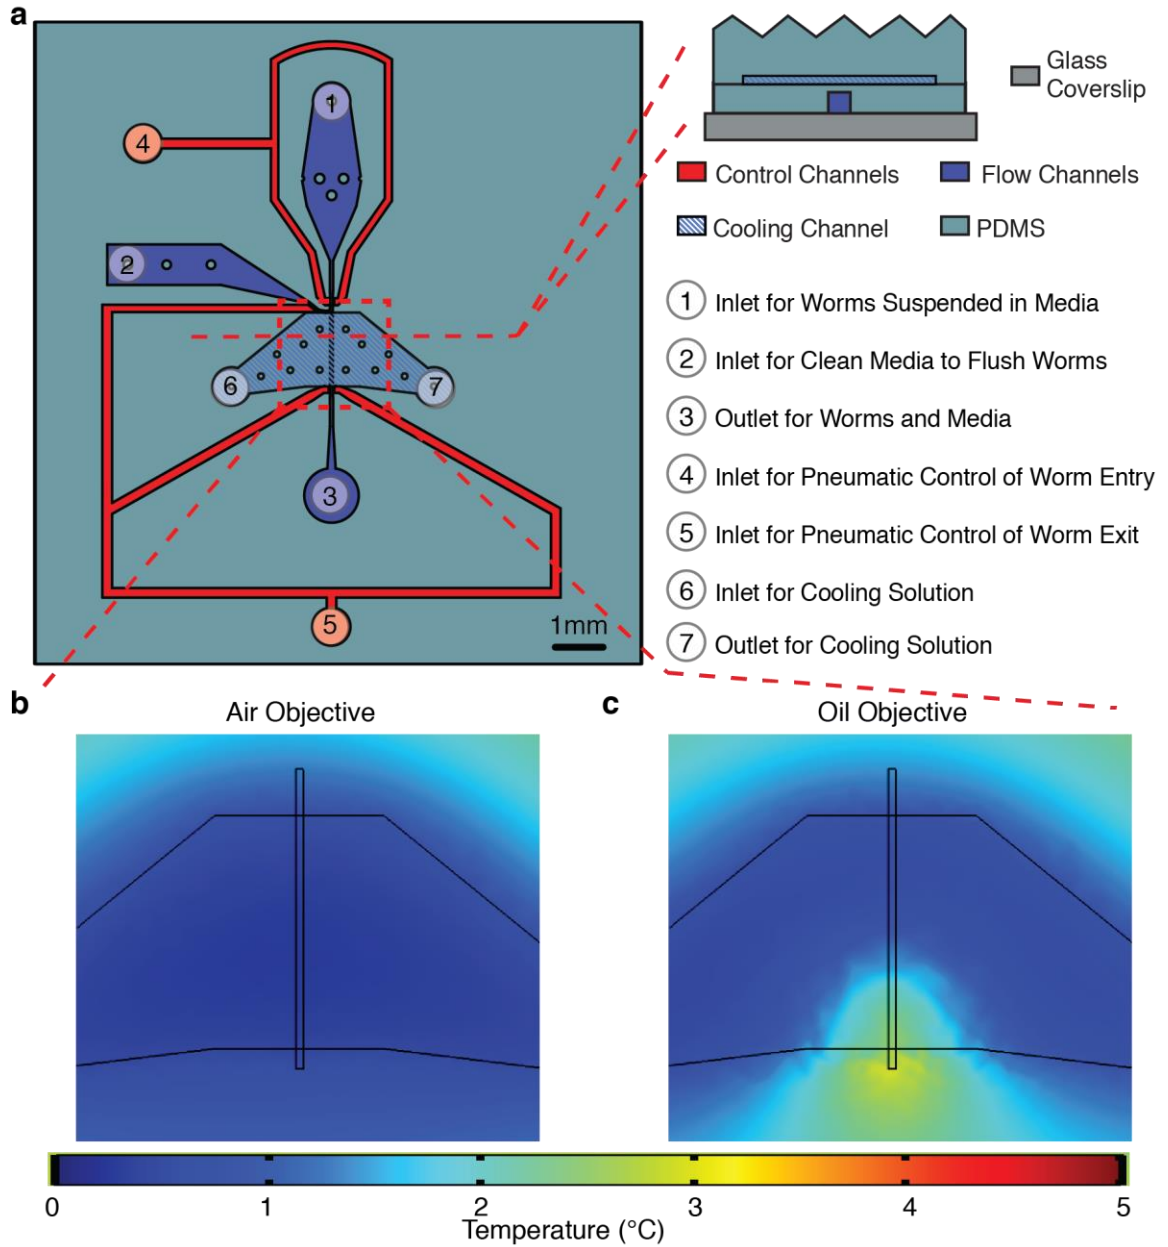 a
1
4
2
6
7
3
5
1mm
Glass
Coverslip
Control Channels
Flow Channels
Cooling Channel
PDMS
1 Inlet for Worms Suspended in Media
2 Inlet for Clean Media to Flush Worms
3 Outlet for Worms and Media
4 Inlet for Pneumatic Control of Worm Entry
5 Inlet for Pneumatic Control of Worm Exit
6 Inlet for Cooling Solution
7 Outlet for Cooling Solution
b
Air Objective
c
Oil Objective
0 1 2 3 4 5
Temperature (°C)